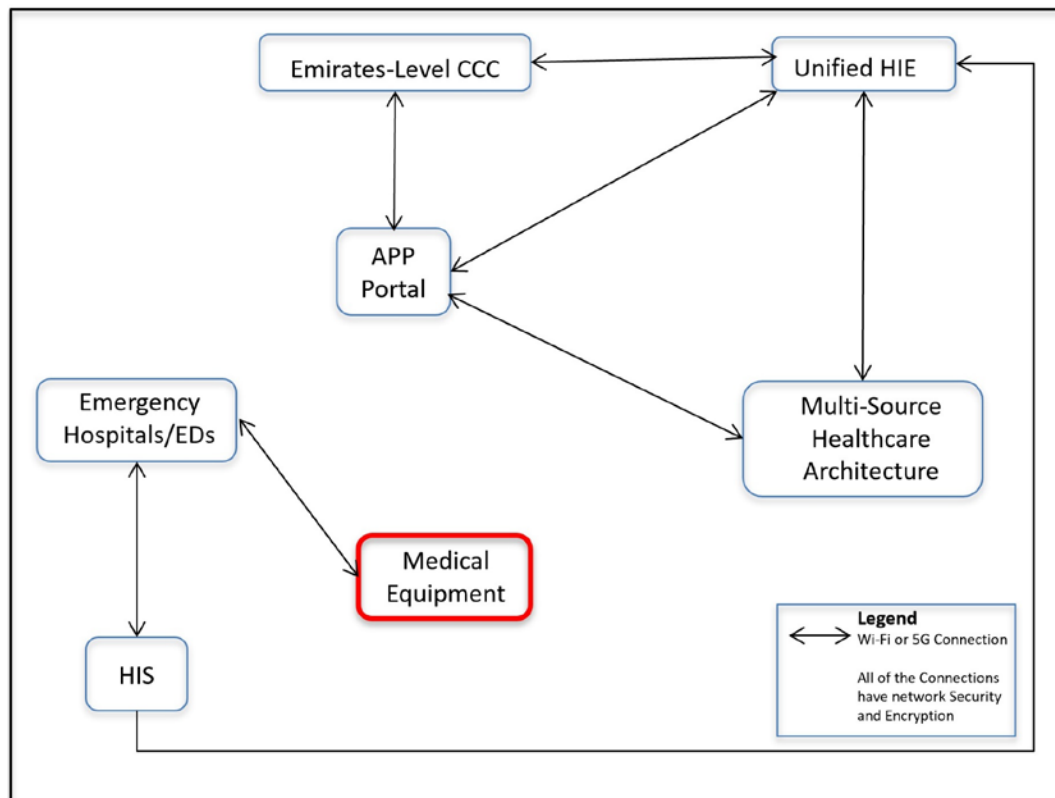 Emirates-Level CCC
Unified HIE
APP
Portal
Emergency
Hospitals/EDs
Multi-Source
Healthcare
Architecture
Medical
Equipment
HIS
Legend
Wi-Fi or 5G Connection
All of the Connections
have network Security
and Encryption